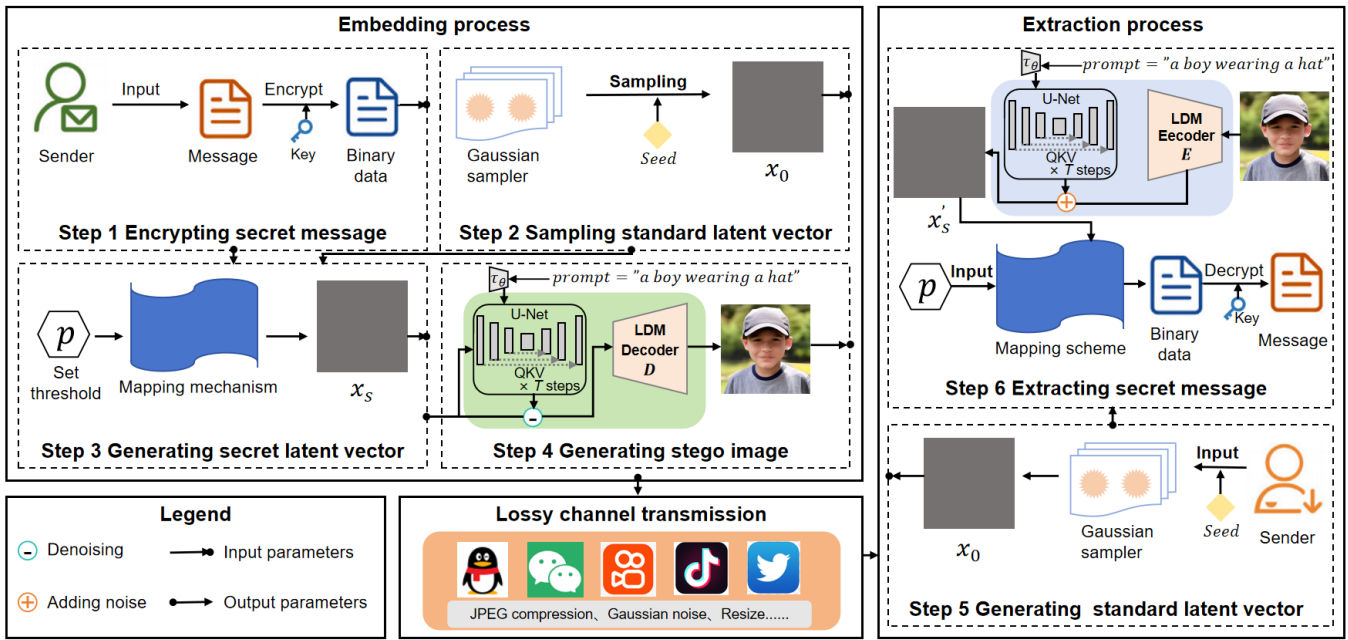 Embedding process
Input
Encrypt
Sender
Message
Key
Binary
data
Step 1 Encrypting secret message
Sampling
Gaussian
sampler
Seed
x₀
Step 2 Sampling standard latent vector
p
Set
threshold
Mapping mechanism
xₛ
Step 3 Generating secret latent vector
τθ
prompt = "a boy wearing a hat"
U-Net
QKV
× T steps
-
LDM
Decoder
D
Step 4 Generating stego image
Legend
- Denoising
Input parameters
+ Adding noise
Output parameters
Lossy channel transmission
JPEG compression、Gaussian noise、Resize......
Extraction process
τθ
prompt = "a boy wearing a hat"
U-Net
QKV
× T steps
+
LDM
Eecoder
E
xₛ′
p
Input
Mapping scheme
Binary
data
Decrypt
Key
Message
Step 6 Extracting secret message
x₀
Gaussian
sampler
Input
Seed
Sender
Step 5 Generating standard latent vector